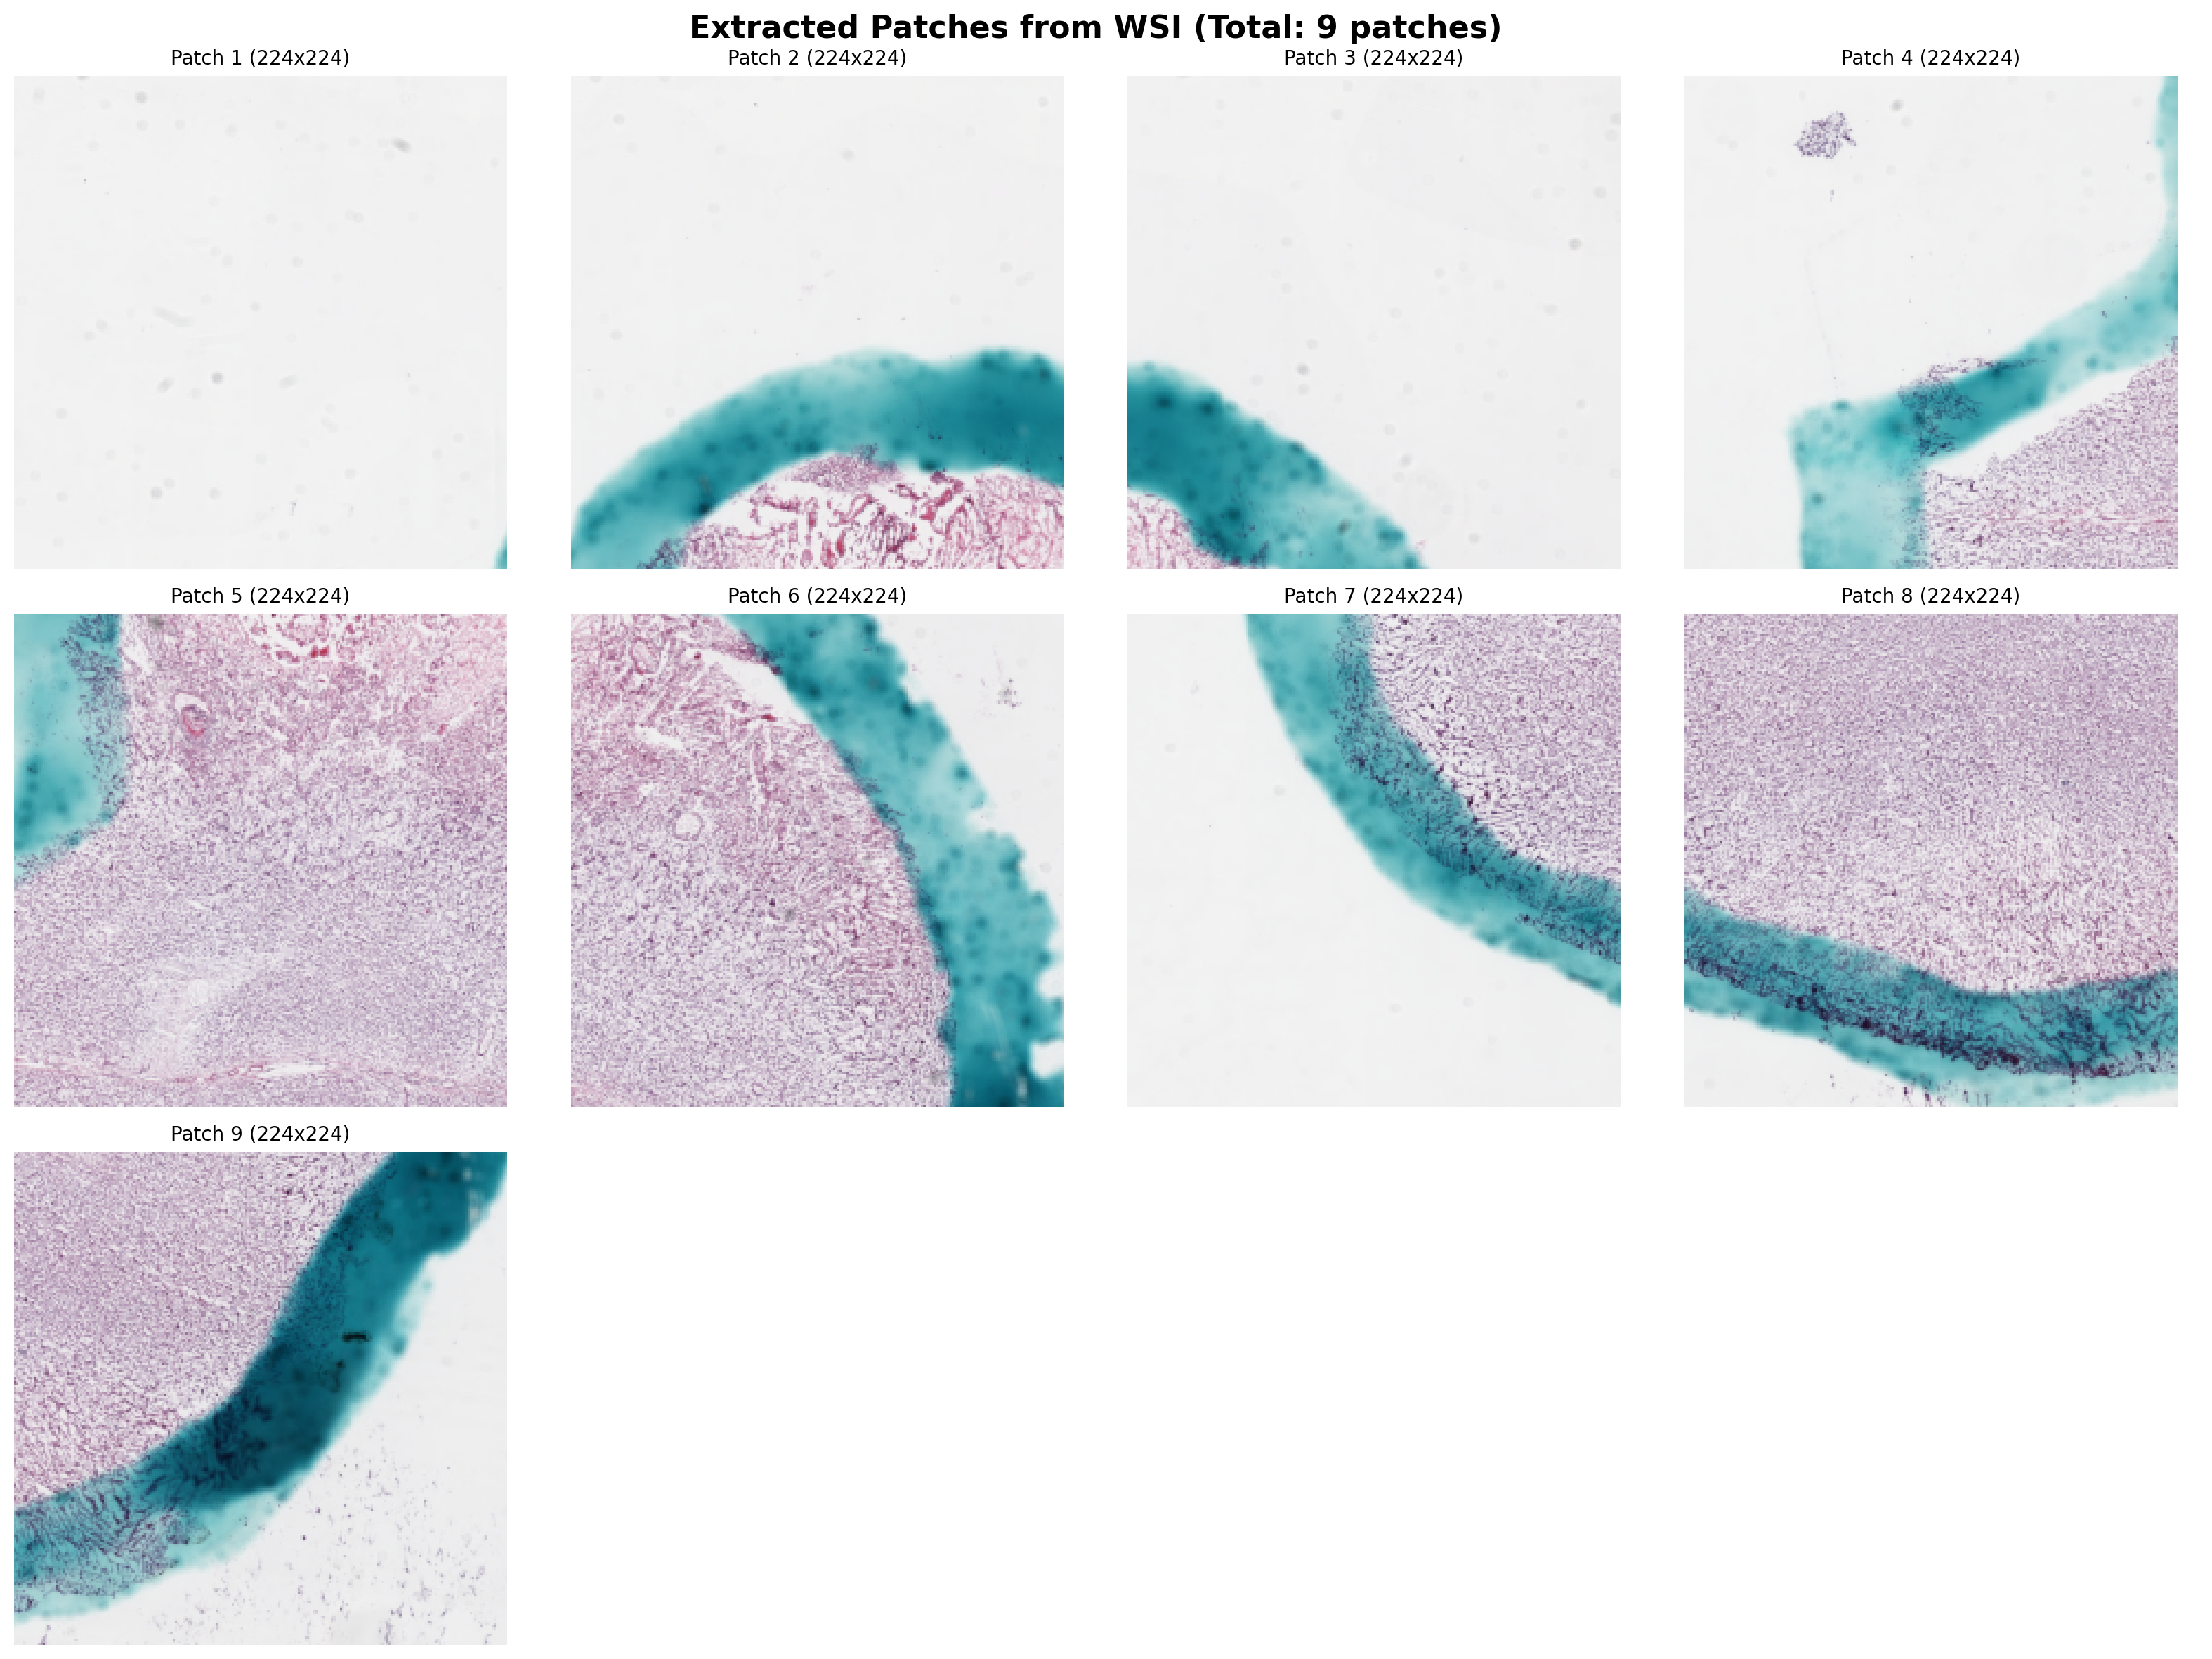 Extracted Patches from WSI (Total: 9 patches)
Patch 1 (224x224)
Patch 2 (224x224)
Patch 3 (224x224)
Patch 4 (224x224)
Patch 5 (224x224)
Patch 6 (224x224)
Patch 7 (224x224)
Patch 8 (224x224)
Patch 9 (224x224)